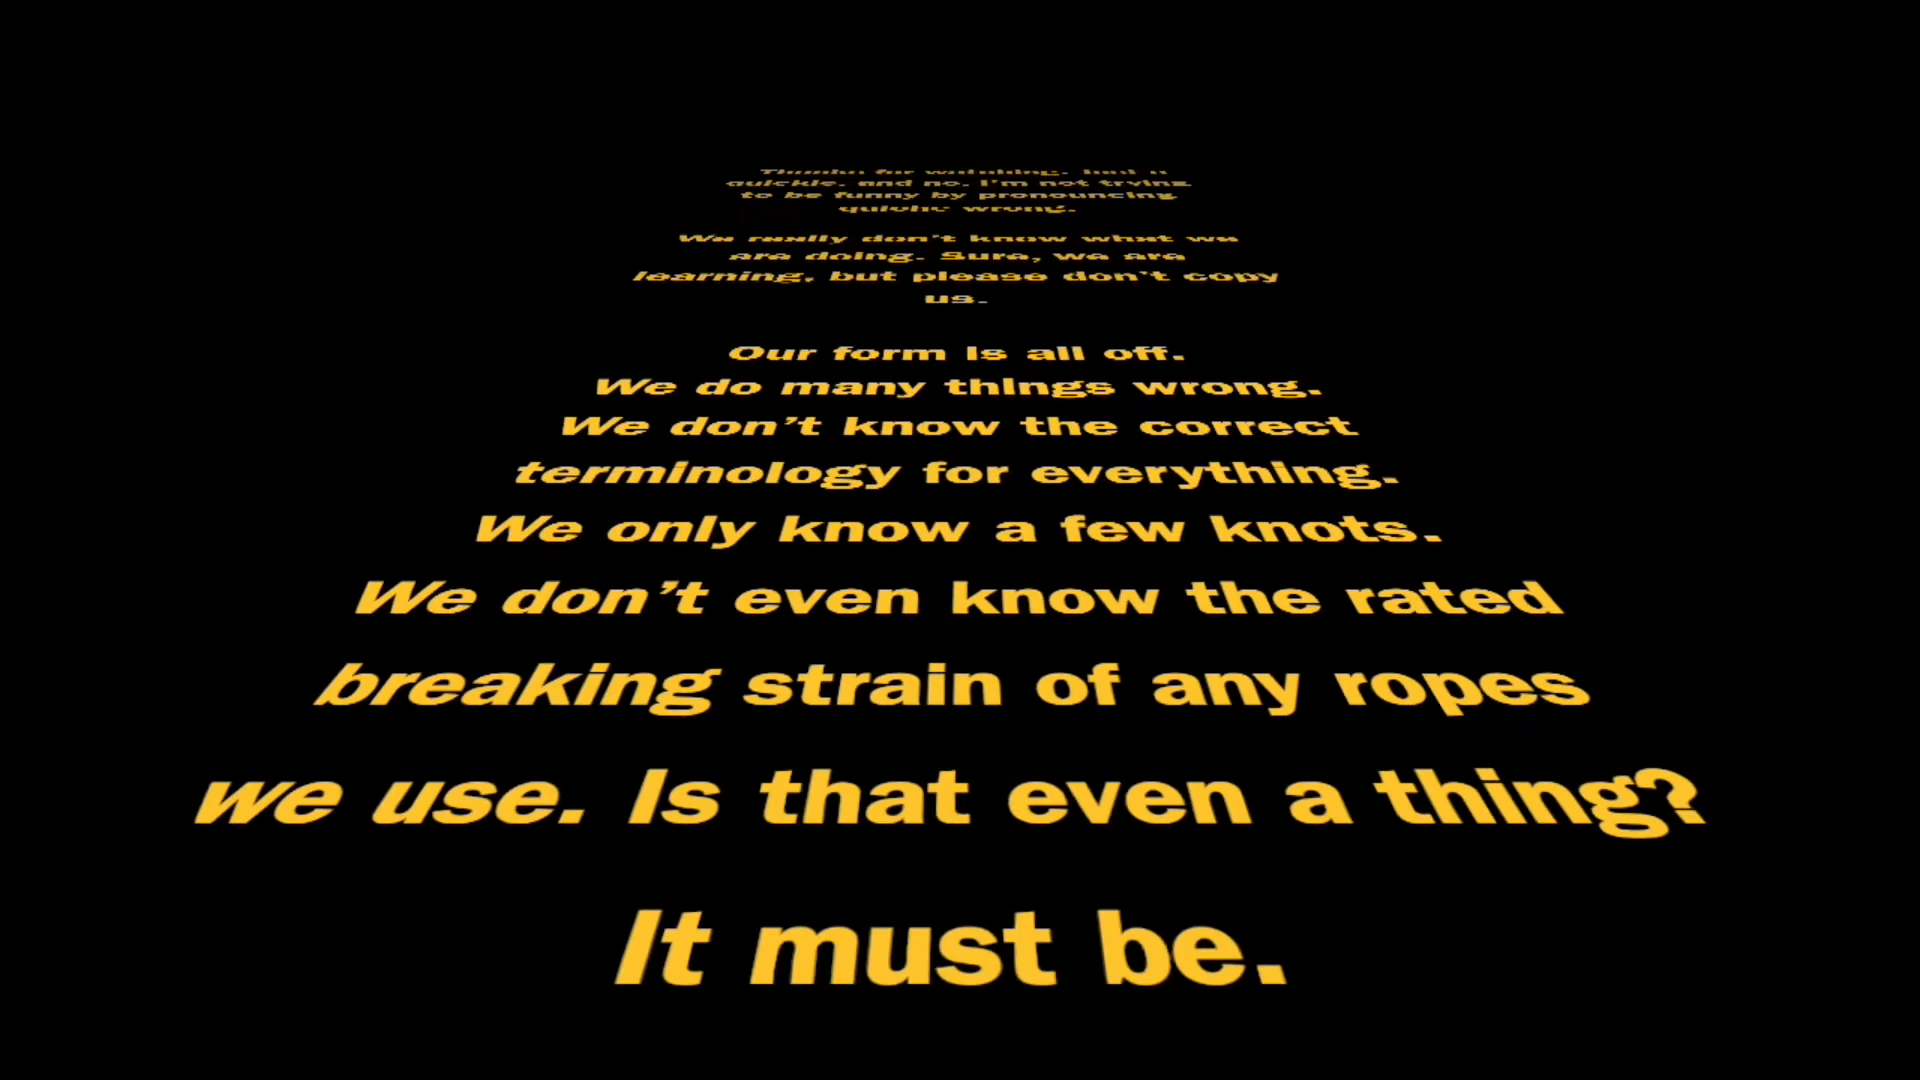 Thanks for watching. Just a
quickie, and no, I'm not trying
to be funny by pronouncing
quiche wrong.
We really don't know what we
are doing. Sure, we are
learning, but please don't copy
us.
Our form is all off.
We do many things wrong.
We don't know the correct
terminology for everything.
We only know a few knots.
We don't even know the rated
breaking strain of any ropes
we use. Is that even a thing?
It must be.